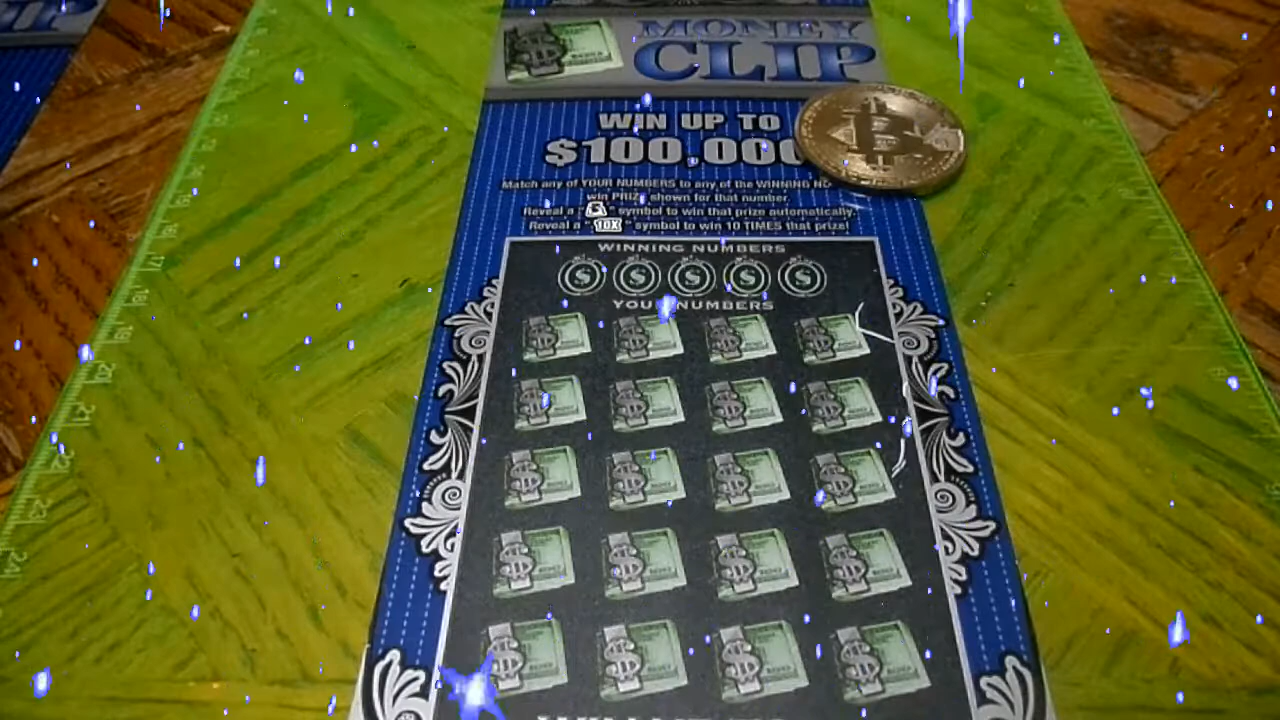 MONEY
CLIP
WIN UP TO
$100,000
Match any of YOUR NUMBERS to any of the WINNING
win PRIZE shown for that number.
Reveal a " " symbol to win that prize automatically.
Reveal a "10X" symbol to win 10 TIMES that prize!
WINNING NUMBERS
YOUR NUMBERS